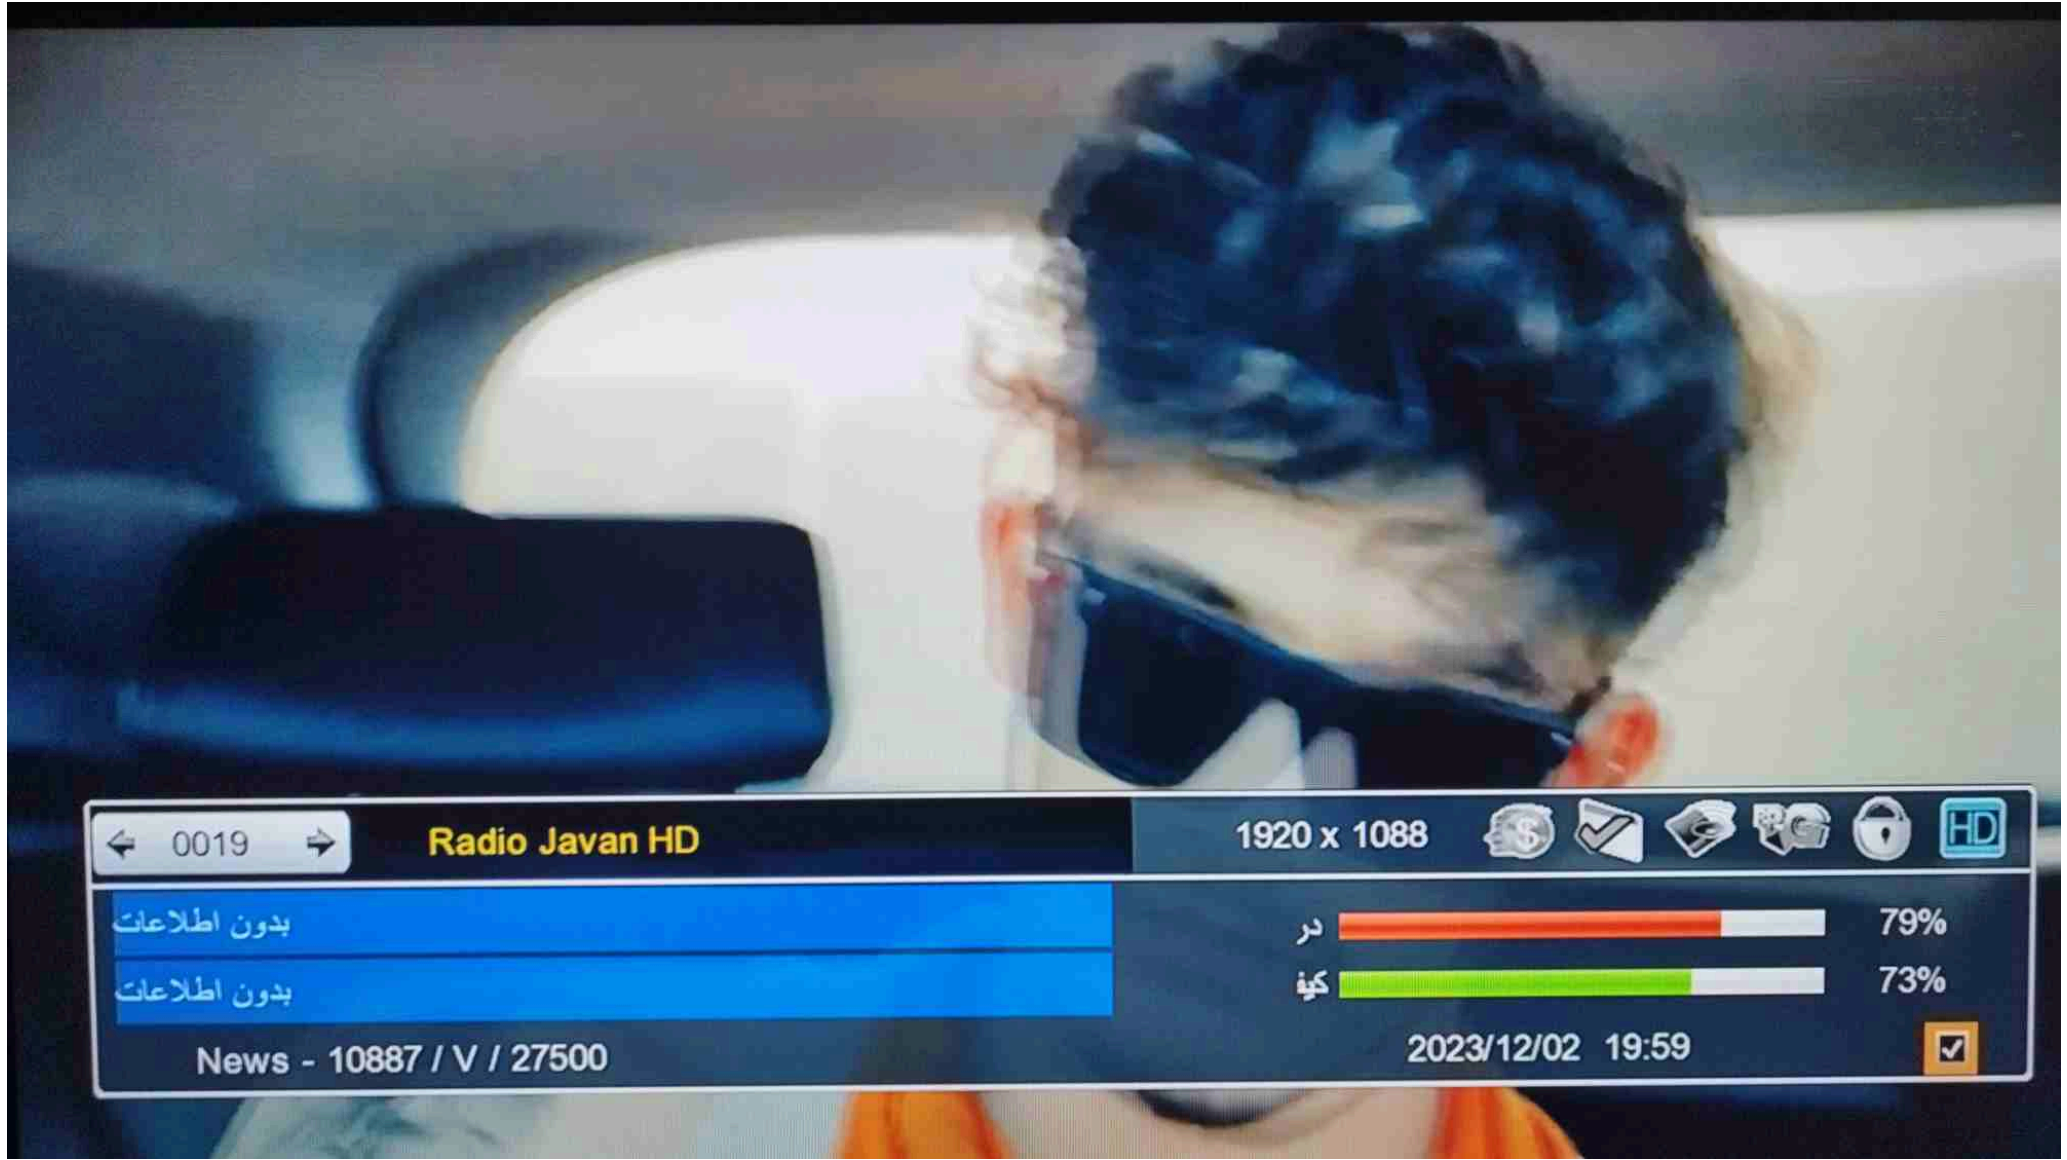 0019 Radio Javan HD 1920 x 1088 HD
بدون اطلاعات در 79%
بدون اطلاعات کیف 73%
News - 10887 / V / 27500 2023/12/02 19:59